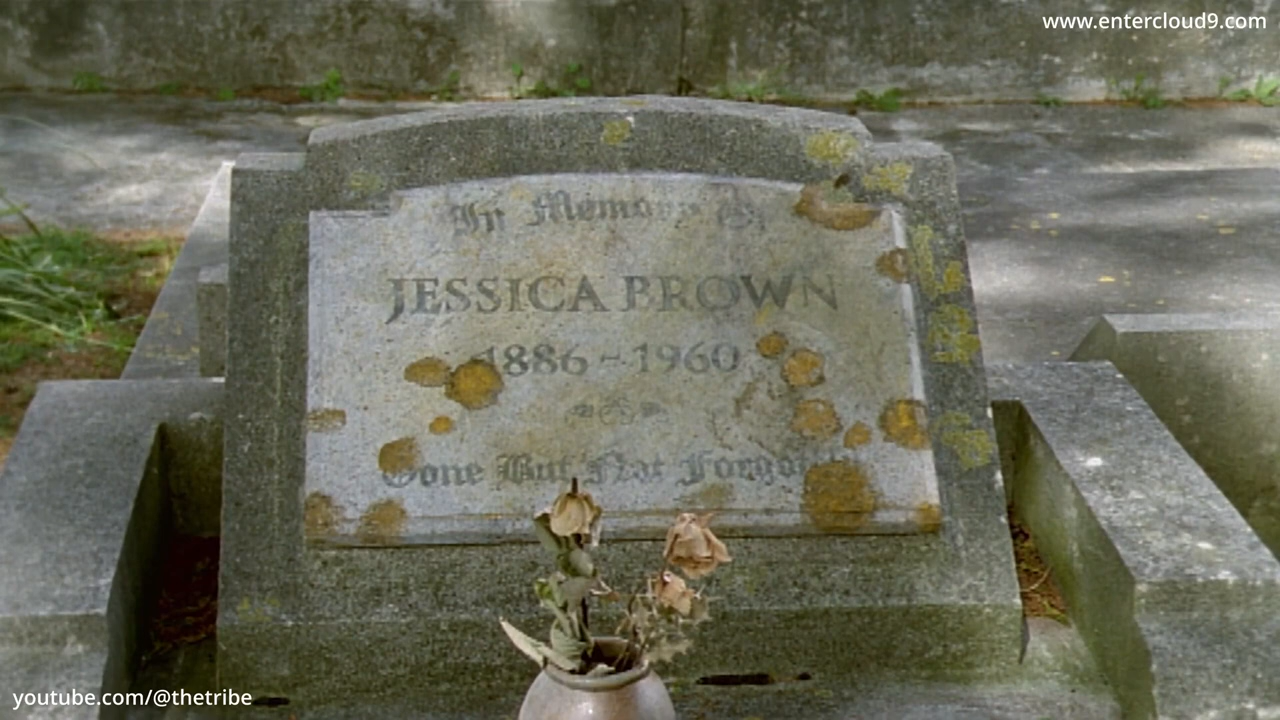 www.entercloud9.com
In Memory Of
JESSICA BROWN
1886 - 1960
Gone But Not Forgotten
youtube.com/@thetribe